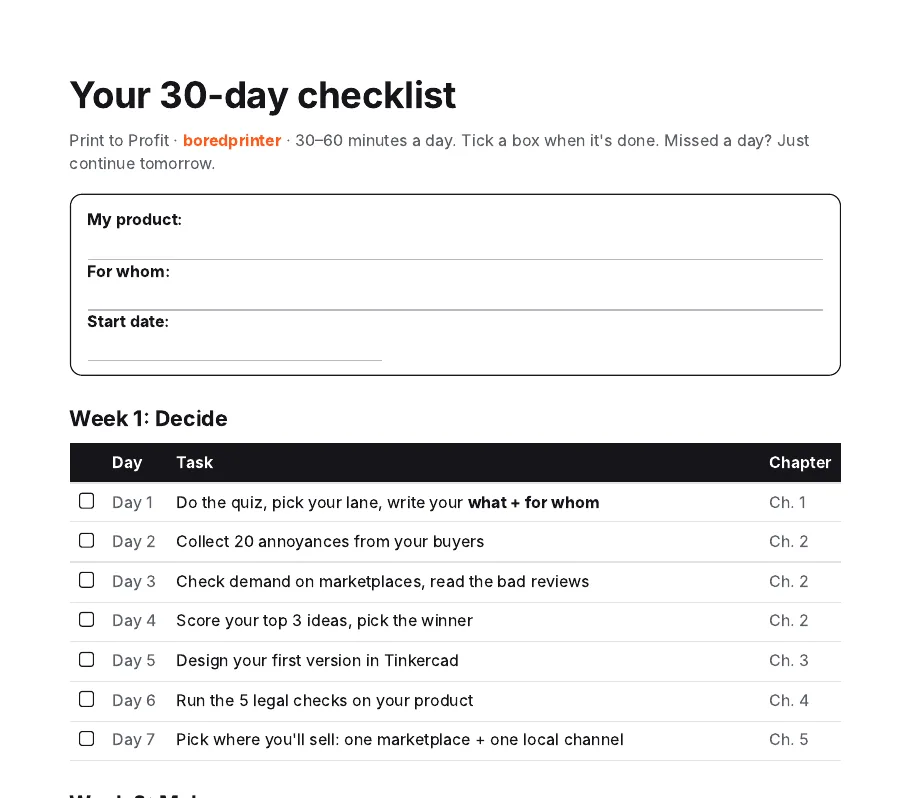 Your 30-day checklist
Print to Profit · boredprinter · 30–60 minutes a day. Tick a box when it's done. Missed a day? Just
continue tomorrow.
My product:
For whom:
Start date:
Week 1: Decide
Day Task Chapter
Day 1 Do the quiz, pick your lane, write your what + for whom Ch. 1
Day 2 Collect 20 annoyances from your buyers Ch. 2
Day 3 Check demand on marketplaces, read the bad reviews Ch. 2
Day 4 Score your top 3 ideas, pick the winner Ch. 2
Day 5 Design your first version in Tinkercad Ch. 3
Day 6 Run the 5 legal checks on your product Ch. 4
Day 7 Pick where you'll sell: one marketplace + one local channel Ch. 5